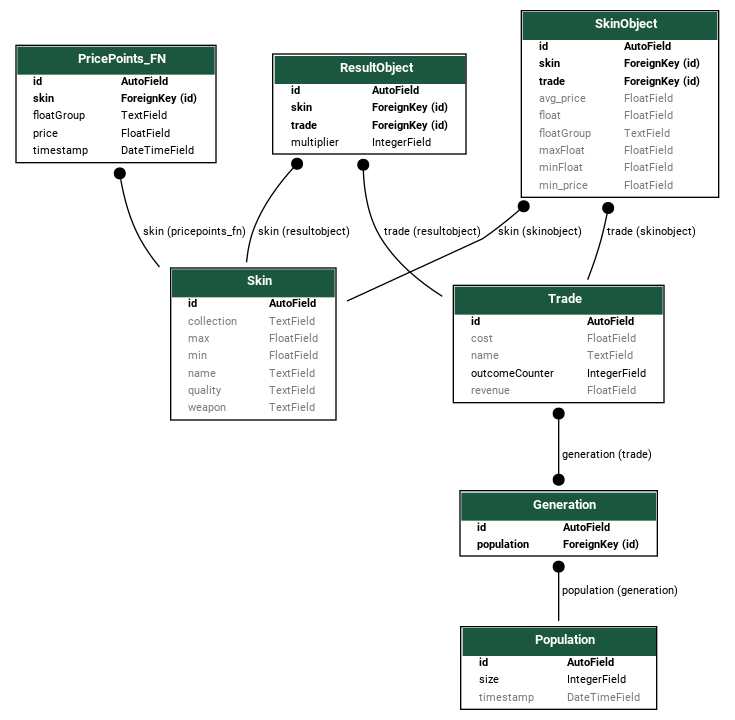 PricePoints_FN
id AutoField
skin ForeignKey (id)
floatGroup TextField
price FloatField
timestamp DateTimeField
ResultObject
id AutoField
skin ForeignKey (id)
trade ForeignKey (id)
multiplier IntegerField
SkinObject
id AutoField
skin ForeignKey (id)
trade ForeignKey (id)
avg_price FloatField
float FloatField
floatGroup TextField
maxFloat FloatField
minFloat FloatField
min_price FloatField
skin (pricepoints_fn)
skin (resultobject)
trade (resultobject)
skin (skinobject)
trade (skinobject)
Skin
id AutoField
collection TextField
max FloatField
min FloatField
name TextField
quality TextField
weapon TextField
Trade
id AutoField
cost FloatField
name TextField
outcomeCounter IntegerField
revenue FloatField
generation (trade)
Generation
id AutoField
population ForeignKey (id)
population (generation)
Population
id AutoField
size IntegerField
timestamp DateTimeField